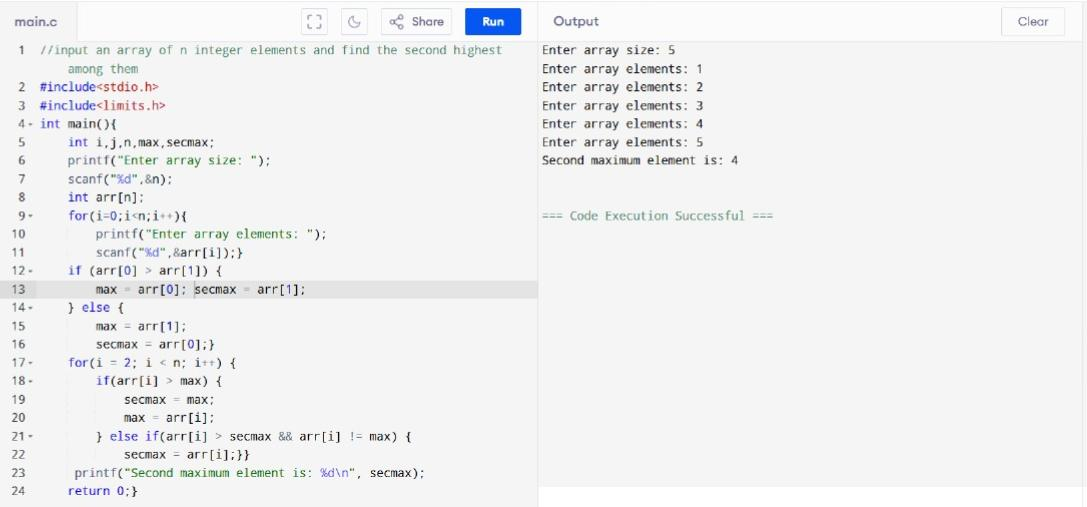 main.c
Share
Run
Output
Clear
1 //input an array of n integer elements and find the second highest
among them
2 #include<stdio.h>
3 #include<limits.h>
4 int main(){
5 int i,j,n,max,secmax;
6 printf("Enter array size: ");
7 scanf("%d",&n);
8 int arr[n];
9 for(i=0;i<n;i++){
10 printf("Enter array elements: ");
11 scanf("%d",&arr[i]);}
12 if (arr[0] > arr[1]) {
13 max = arr[0]; secmax = arr[1];
14 } else {
15 max = arr[1];
16 secmax = arr[0];}
17 for(i = 2; i < n; i++) {
18 if(arr[i] > max) {
19 secmax = max;
20 max = arr[i];
21 } else if(arr[i] > secmax && arr[i] != max) {
22 secmax = arr[i];}}
23 printf("Second maximum element is: %d\n", secmax);
24 return 0;}
Enter array size: 5
Enter array elements: 1
Enter array elements: 2
Enter array elements: 3
Enter array elements: 4
Enter array elements: 5
Second maximum element is: 4
=== Code Execution Successful ===